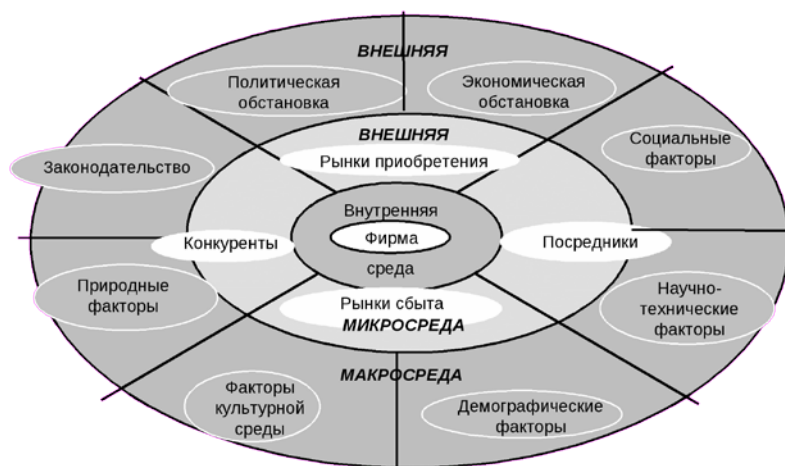 ВНЕШНЯЯ
Политическая
обстановка
Экономическая
обстановка
ВНЕШНЯЯ
Социальные
факторы
Законодательство
Рынки приобретения
Внутренняя
Конкуренты
Фирма
Посредники
среда
Природные
факторы
Рынки сбыта
Научно-
технические
факторы
МИКРОСРЕДА
МАКРОСРЕДА
Факторы
культурной
среды
Демографические
факторы